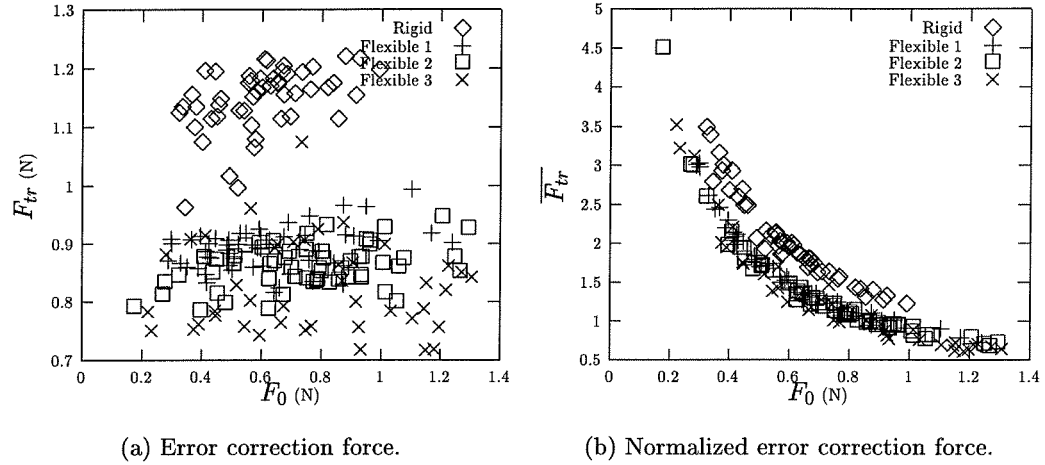 1.3
1.2
1.1
1
0.9
0.8
0.7
F_tr (N)
0
0.2
0.4
0.6
0.8
1
1.2
1.4
F_0 (N)
Rigid
Flexible 1
Flexible 2
Flexible 3
(a) Error correction force.
5
4.5
4
3.5
3
2.5
2
1.5
1
0.5
F_tr
0
0.2
0.4
0.6
0.8
1
1.2
1.4
F_0 (N)
Rigid
Flexible 1
Flexible 2
Flexible 3
(b) Normalized error correction force.